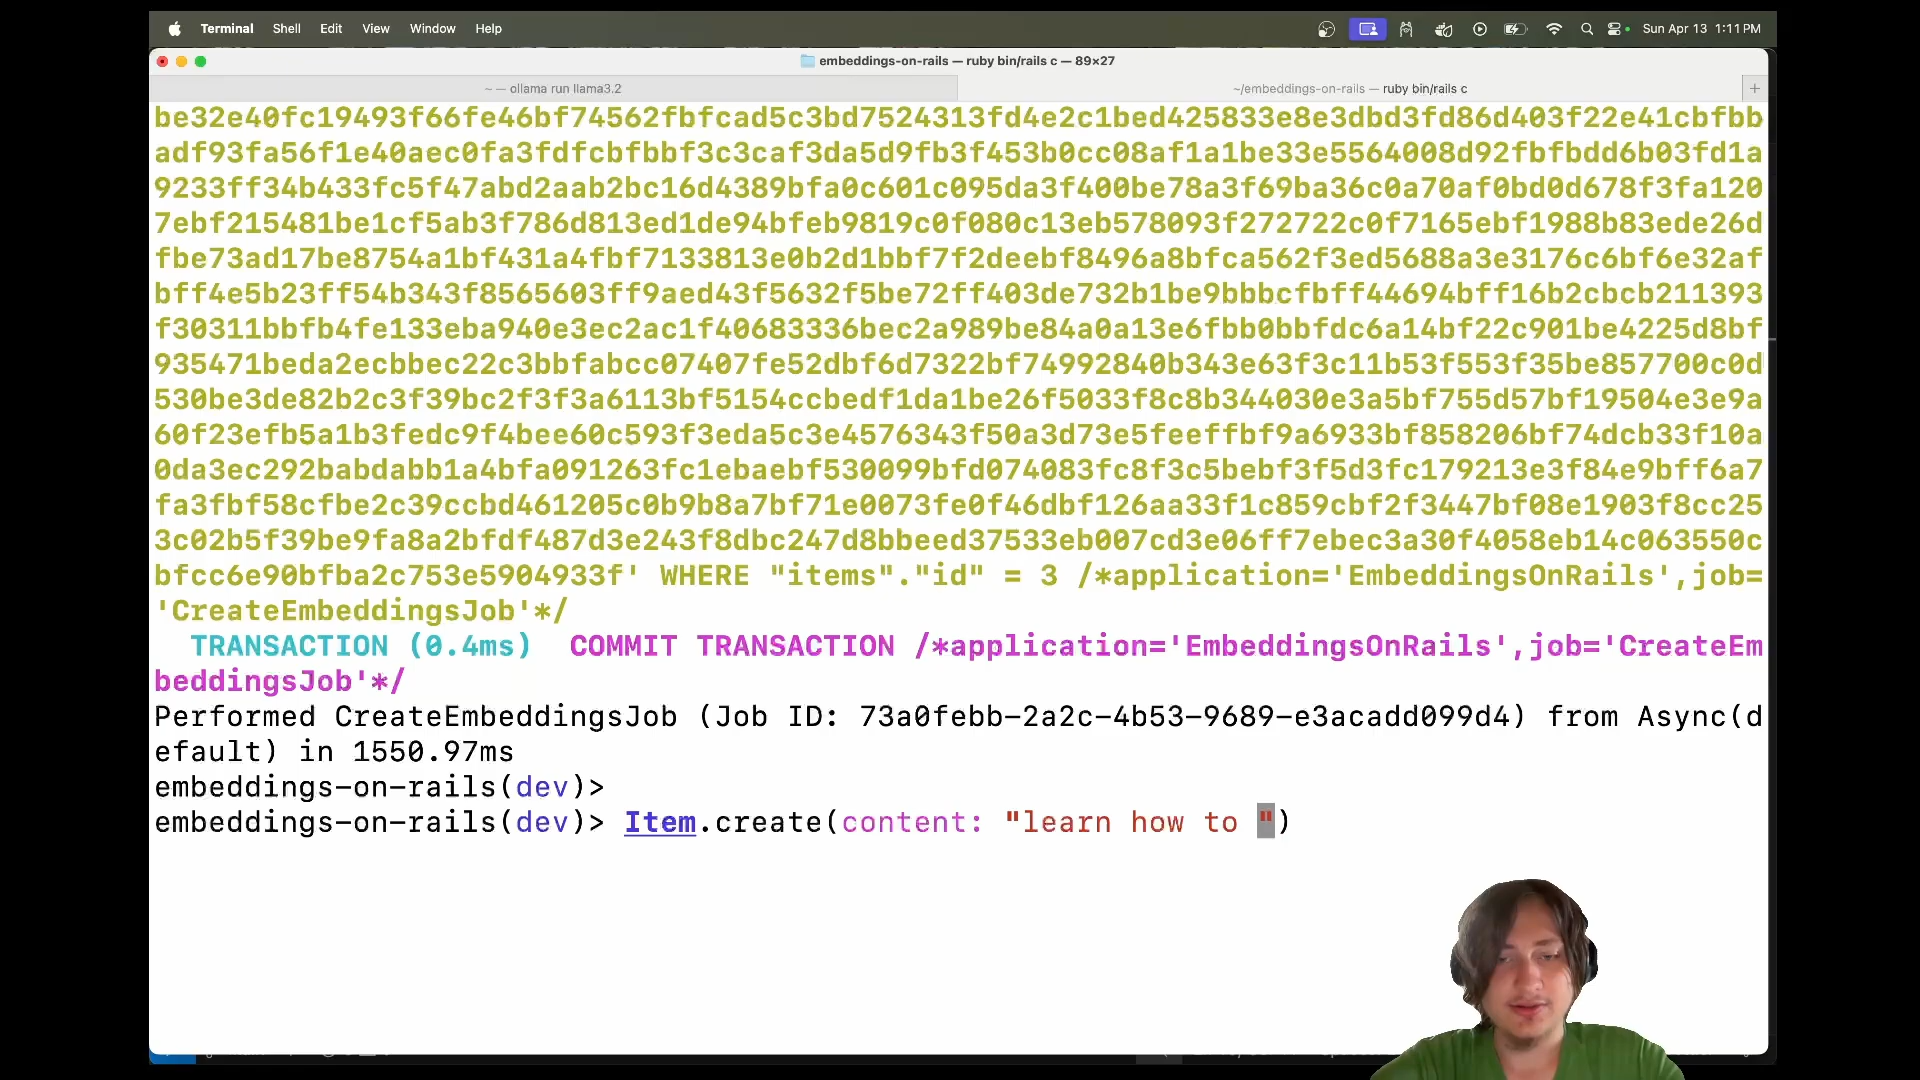 Terminal Shell Edit View Window Help Sun Apr 13 1:11 PM
embeddings-on-rails — ruby bin/rails c — 89×27
~ — ollama run llama3.2 ~/embeddings-on-rails — ruby bin/rails c
be32e40fc19493f66fe46bf74562fbfcad5c3bd7524313fd4e2c1bed425833e8e3dbd3fd86d403f22e41cbfbb
adf93fa56f1e40aec0fa3fdfcbfbbf3c3caf3da5d9fb3f453b0cc08af1a1be33e5564008d92fbfbdd6b03fd1a
9233ff34b433fc5f47abd2aab2bc16d4389bfa0c601c095da3f400be78a3f69ba36c0a70af0bd0d678f3fa120
7ebf215481be1cf5ab3f786d813ed1de94bfeb9819c0f080c13eb578093f272722c0f7165ebf1988b83ede26d
fbe73ad17be8754a1bf431a4fbf7133813e0b2d1bbf7f2deebf8496a8bfca562f3ed5688a3e3176c6bf6e32af
bff4e5b23ff54b343f8565603ff9aed43f5632f5be72ff403de732b1be9bbbcfbff44694bff16b2cbcb211393
f30311bbfb4fe133eba940e3ec2ac1f40683336bec2a989be84a0a13e6fbb0bbfdc6a14bf22c901be4225d8bf
935471beda2ecbbec22c3bbfabcc07407fe52dbf6d7322bf74992840b343e63f3c11b53f553f35be857700c0d
530be3de82b2c3f39bc2f3f3a6113bf5154ccbedf1da1be26f5033f8c8b344030e3a5bf755d57bf19504e3e9a
60f23efb5a1b3fedc9f4bee60c593f3eda5c3e4576343f50a3d73e5feeffbf9a6933bf858206bf74dcb33f10a
0da3ec292babdabb1a4bfa091263fc1ebaebf530099bfd074083fc8f3c5bebf3f5d3fc179213e3f84e9bff6a7
fa3fbf58cfbe2c39ccbd461205c0b9b8a7bf71e0073fe0f46dbf126aa33f1c859cbf2f3447bf08e1903f8cc25
3c02b5f39be9fa8a2bfdf487d3e243f8dbc247d8bbeed37533eb007cd3e06ff7ebec3a30f4058eb14c063550c
bfcc6e90bfba2c753e5904933f' WHERE "items"."id" = 3 /*application='EmbeddingsOnRails',job=
'CreateEmbeddingsJob'*/
TRANSACTION (0.4ms) COMMIT TRANSACTION /*application='EmbeddingsOnRails',job='CreateEm
beddingsJob'*/
Performed CreateEmbeddingsJob (Job ID: 73a0febb-2a2c-4b53-9689-e3acadd099d4) from Async(d
efault) in 1550.97ms
embeddings-on-rails(dev)>
embeddings-on-rails(dev)> Item.create(content: "learn how to ")